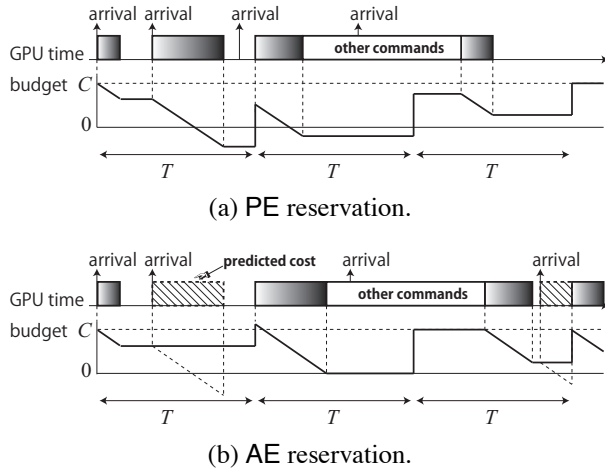 arrival arrival arrival arrival
GPU time other commands
budget C
0
T T T
(a) PE reservation.
arrival arrival predicted cost arrival arrival
GPU time other commands
budget C
0
T T T
(b) AE reservation.